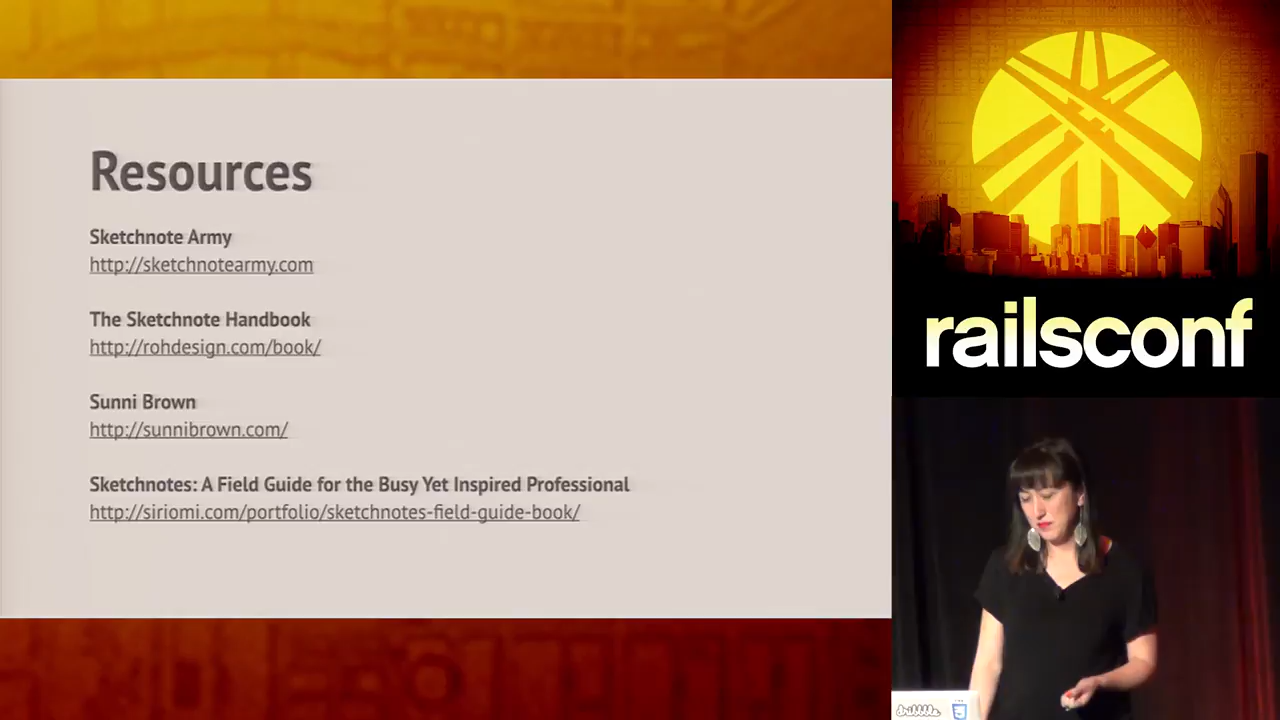 Resources
Sketchnote Army
http://sketchnotearmy.com
The Sketchnote Handbook
http://rohdesign.com/book/
Sunni Brown
http://sunnibrown.com/
Sketchnotes: A Field Guide for the Busy Yet Inspired Professional
http://siriomi.com/portfolio/sketchnotes-field-guide-book/
railsconf
dribbble